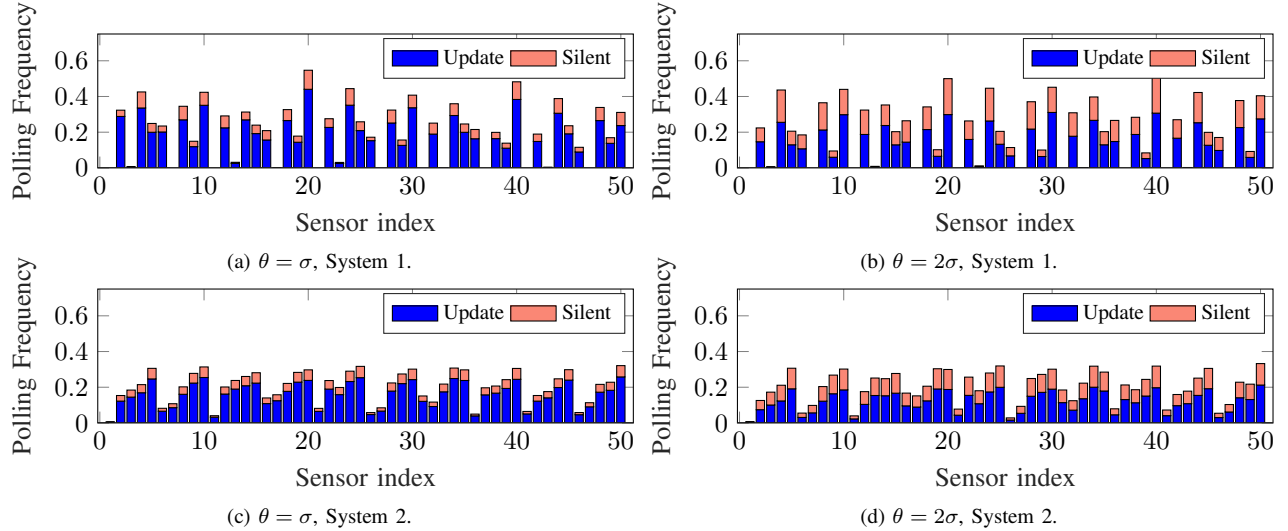 Polling Frequency
0.6
0.4
0.2
0
Update
Silent
0
10
20
30
40
50
Sensor index
(a) θ = σ, System 1.
Polling Frequency
0.6
0.4
0.2
0
Update
Silent
0
10
20
30
40
50
Sensor index
(b) θ = 2σ, System 1.
Polling Frequency
0.6
0.4
0.2
0
Update
Silent
0
10
20
30
40
50
Sensor index
(c) θ = σ, System 2.
Polling Frequency
0.6
0.4
0.2
0
Update
Silent
0
10
20
30
40
50
Sensor index
(d) θ = 2σ, System 2.